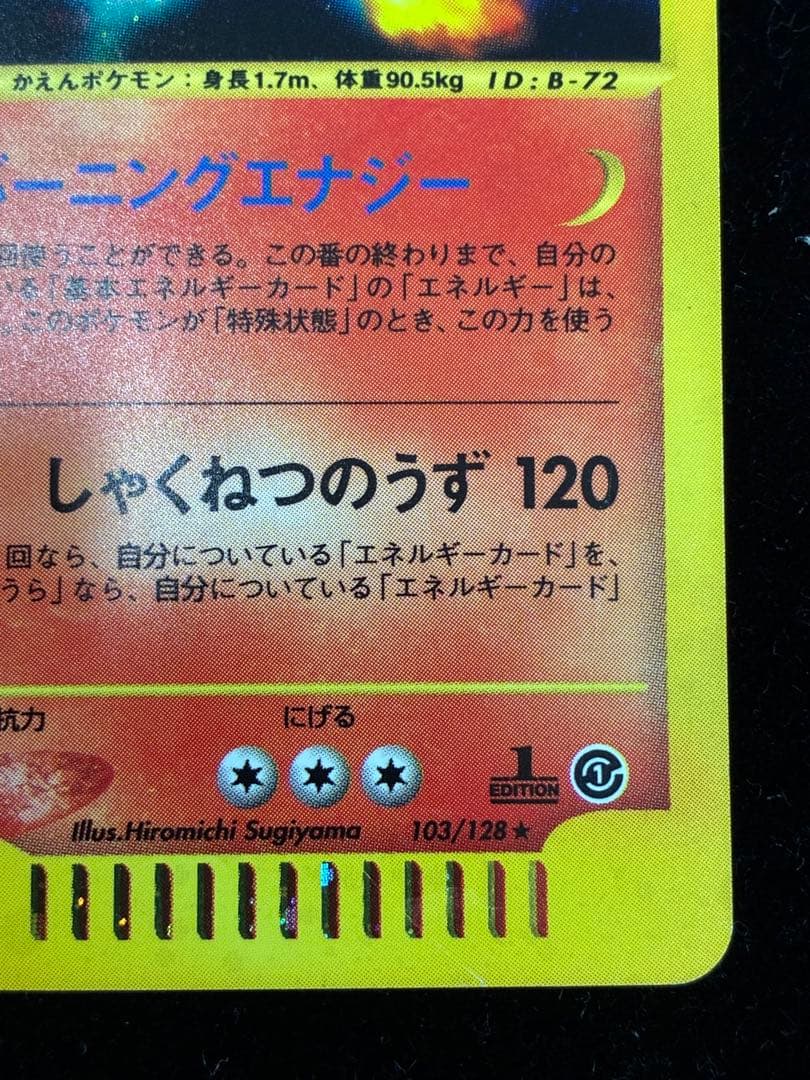 かえんポケモン：身長1.7m、体重90.5kg ID:B-72
バーニングエナジー
回使うことができる。この番の終わりまで、自分の
いる「基本エネルギーカード」の「エネルギー」は、
。このポケモンが「特殊状態」のとき、この力を使う
しゃくねつのうず 120
回なら、自分についている「エネルギーカード」を、
うら」なら、自分についている「エネルギーカード」
抗力 にげる
1
EDITION
1
Illus.Hiromichi Sugiyama 103/128★